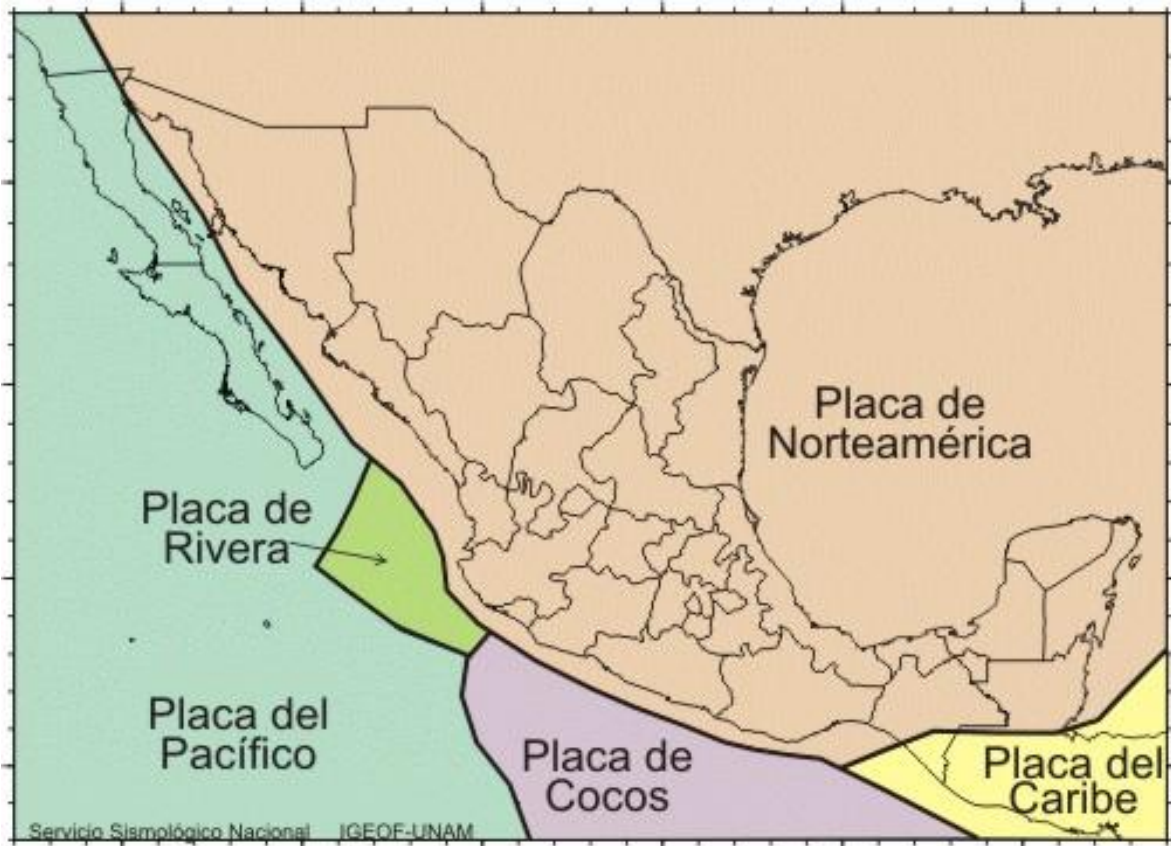 Placa de
Norteamérica
Placa de
Rivera
Placa del
Pacífico
Placa de
Cocos
Placa del
Caribe
Servicio Sismológico Nacional IGEOF-UNAM